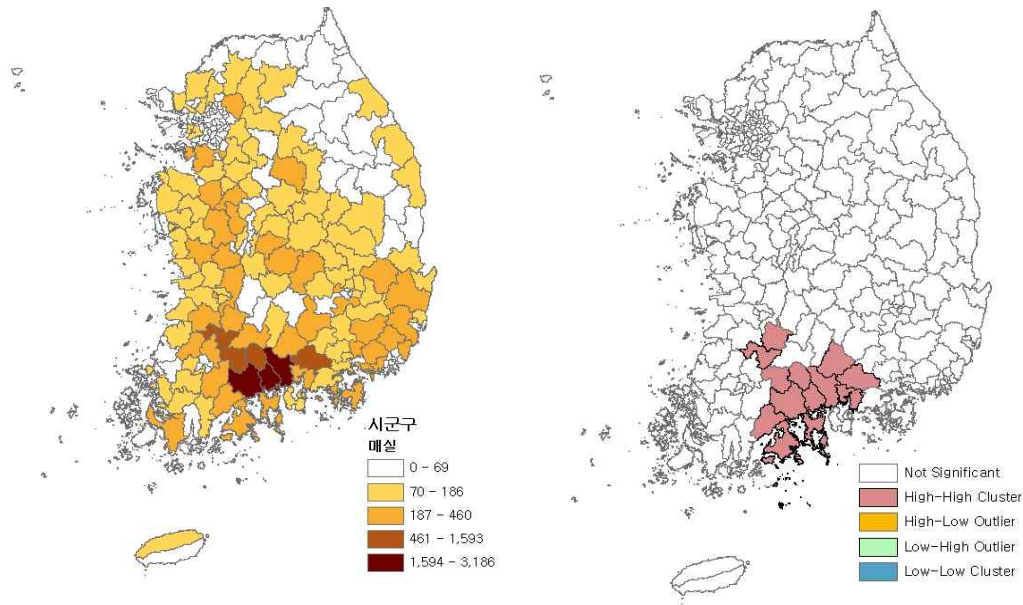 시군구
매실
0 - 69
70 - 186
187 - 460
461 - 1,593
1,594 - 3,186
Not Significant
High-High Cluster
High-Low Outlier
Low-High Outlier
Low-Low Cluster